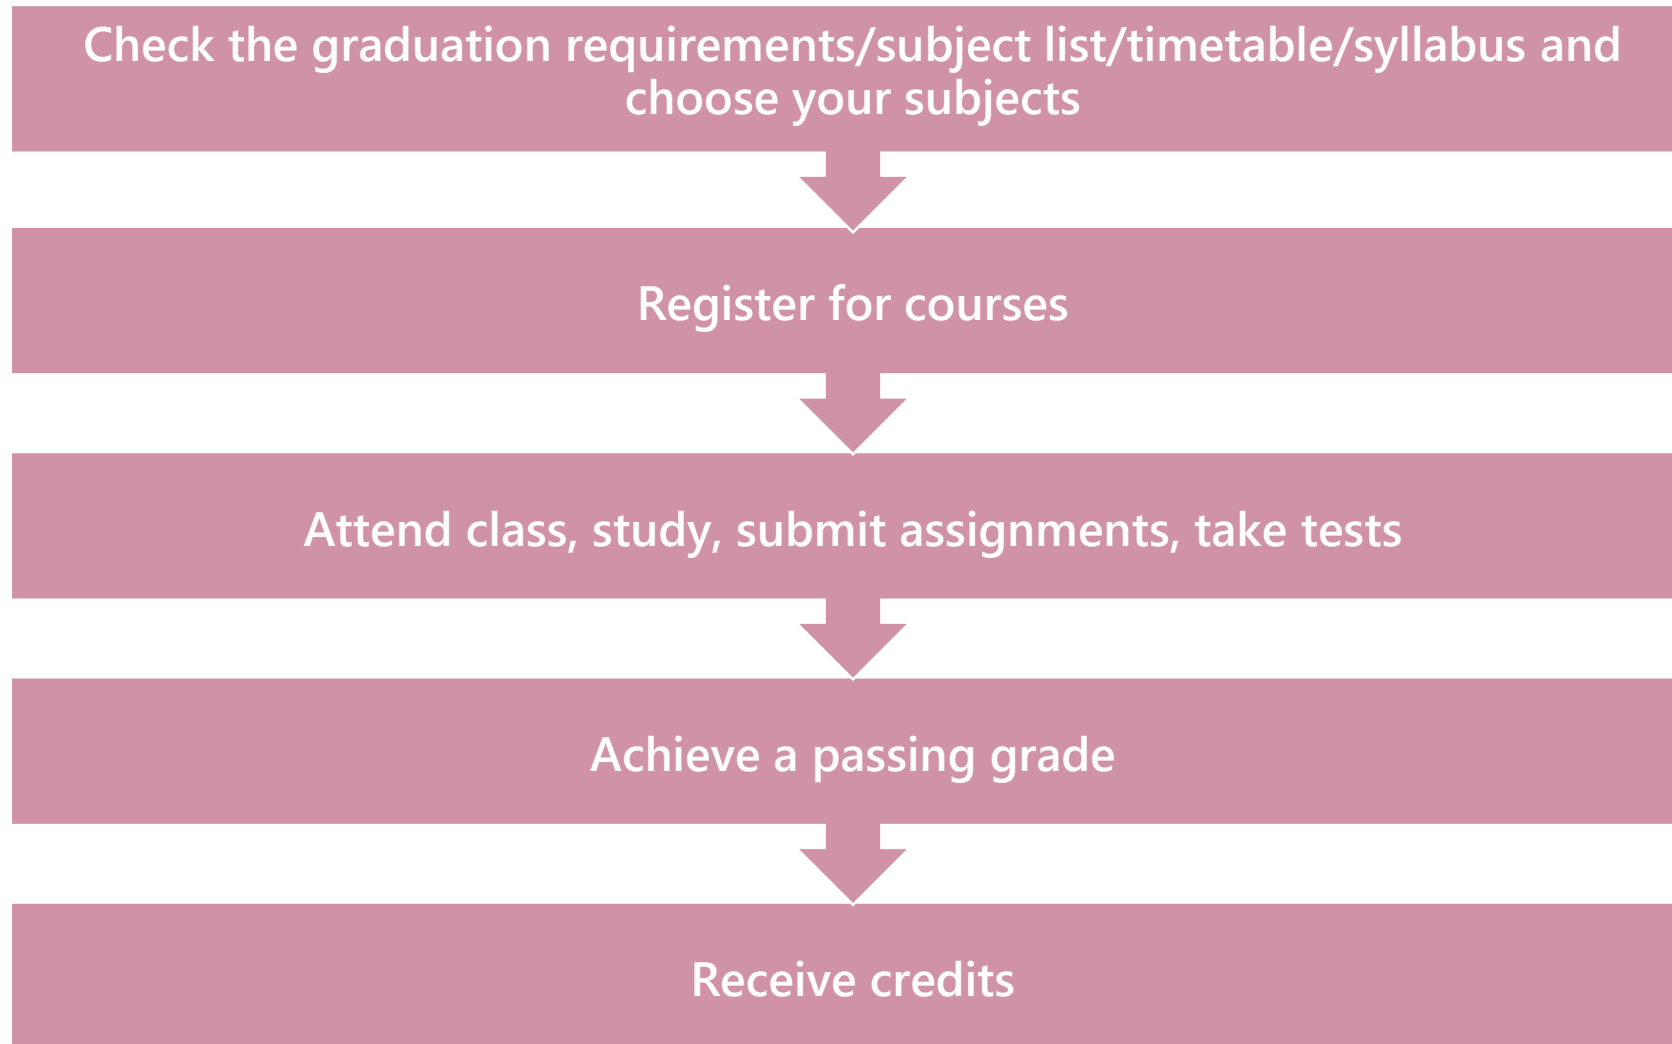 Check the graduation requirements/subject list/timetable/syllabus and
choose your subjects
Register for courses
Attend class, study, submit assignments, take tests
Achieve a passing grade
Receive credits